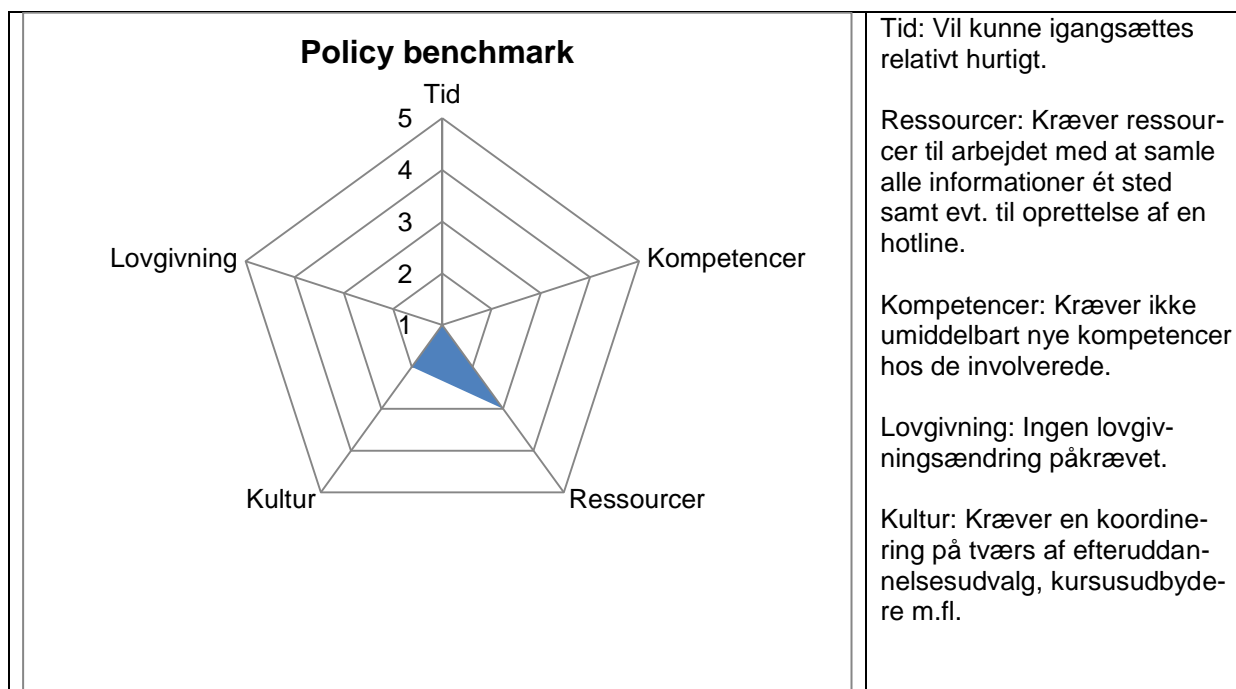 Policy benchmark
Tid
5
4
3
2
1
Lovgivning
Kompetencer
Kultur
Ressourcer
Tid: Vil kunne igangsættes
relativt hurtigt.
Ressourcer: Kræver ressour-
cer til arbejdet med at samle
alle informationer ét sted
samt evt. til oprettelse af en
hotline.
Kompetencer: Kræver ikke
umiddelbart nye kompetencer
hos de involverede.
Lovgivning: Ingen lovgiv-
ningsændring påkrævet.
Kultur: Kræver en koordine-
ring på tværs af efteruddan-
nelsesudvalg, kursusudbyde-
re m.fl.